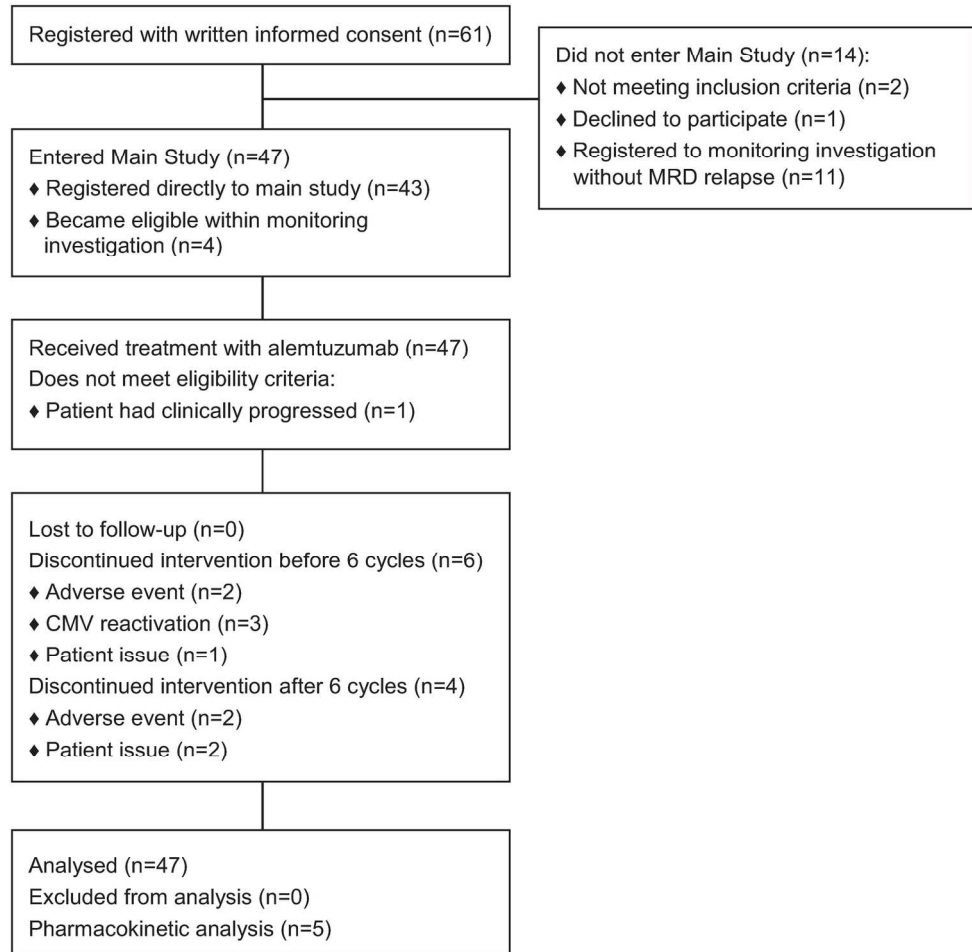 Registered with written informed consent (n=61)
Did not enter Main Study (n=14):
♦ Not meeting inclusion criteria (n=2)
♦ Declined to participate (n=1)
♦ Registered to monitoring investigation
without MRD relapse (n=11)
Entered Main Study (n=47)
♦ Registered directly to main study (n=43)
♦ Became eligible within monitoring
investigation (n=4)
Received treatment with alemtuzumab (n=47)
Does not meet eligibility criteria:
♦ Patient had clinically progressed (n=1)
Lost to follow-up (n=0)
Discontinued intervention before 6 cycles (n=6)
♦ Adverse event (n=2)
♦ CMV reactivation (n=3)
♦ Patient issue (n=1)
Discontinued intervention after 6 cycles (n=4)
♦ Adverse event (n=2)
♦ Patient issue (n=2)
Analysed (n=47)
Excluded from analysis (n=0)
Pharmacokinetic analysis (n=5)